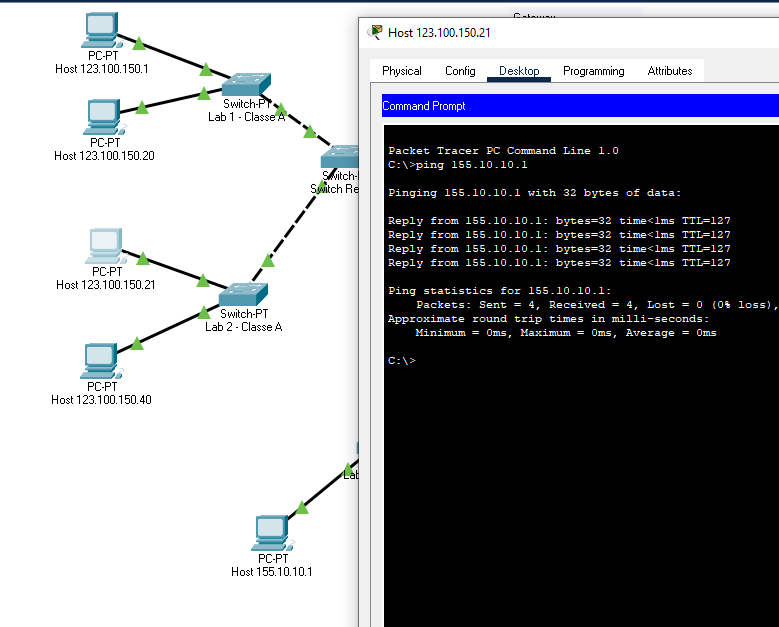 Gateway
PC-PT
Host 123.100.150.1
Switch-PT
Lab 1 - Classe A
PC-PT
Host 123.100.150.20
Switch-
Switch Re
PC-PT
Host 123.100.150.21
Switch-PT
Lab 2 - Classe A
PC-PT
Host 123.100.150.40
Lab
PC-PT
Host 155.10.10.1
Host 123.100.150.21
Physical Config Desktop Programming Attributes
Command Prompt
Packet Tracer PC Command Line 1.0
C:\>ping 155.10.10.1
Pinging 155.10.10.1 with 32 bytes of data:
Reply from 155.10.10.1: bytes=32 time<1ms TTL=127
Reply from 155.10.10.1: bytes=32 time<1ms TTL=127
Reply from 155.10.10.1: bytes=32 time<1ms TTL=127
Reply from 155.10.10.1: bytes=32 time<1ms TTL=127
Ping statistics for 155.10.10.1:
Packets: Sent = 4, Received = 4, Lost = 0 (0% loss),
Approximate round trip times in milli-seconds:
Minimum = 0ms, Maximum = 0ms, Average = 0ms
C:\>